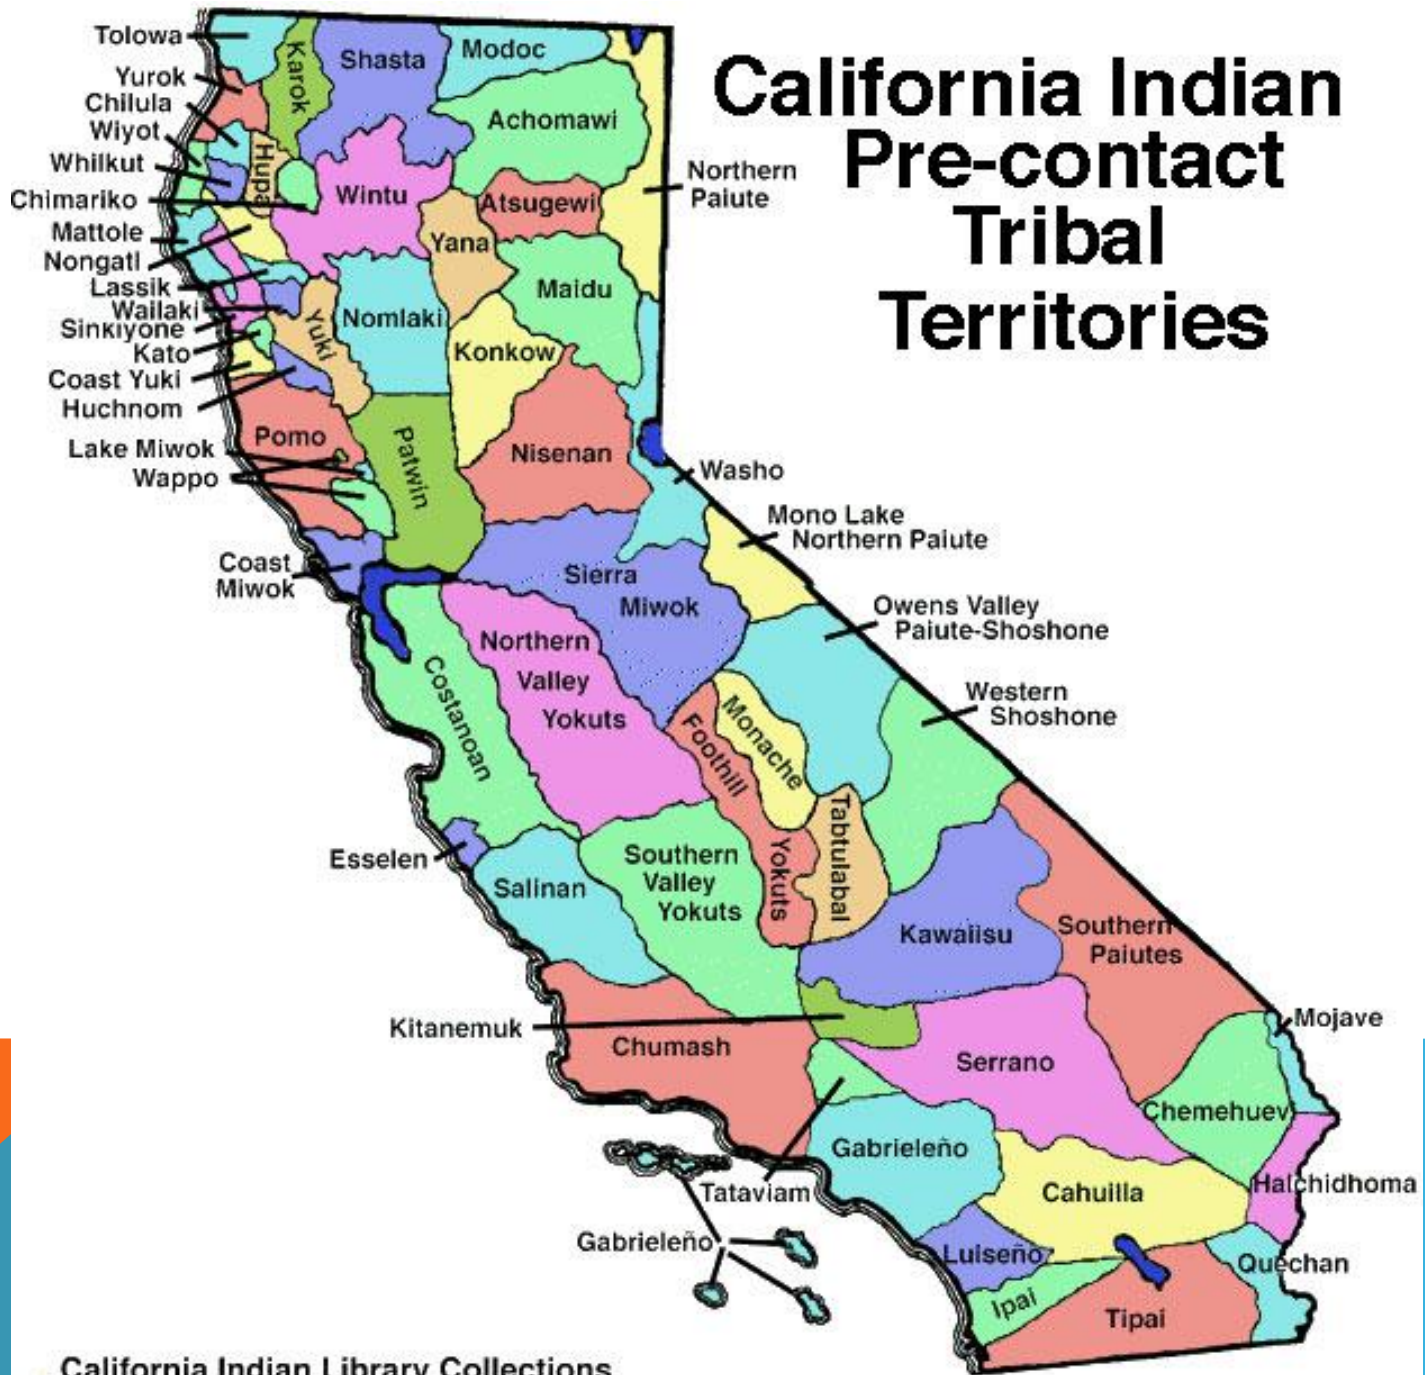 California Indian
Pre-contact
Tribal
Territories
Tolowa
Yurok
Chilula
Wiyot
Whilkut
Chimariko
Mattole
Nongatl
Lassik
Wailaki
Sinkiyone
Kato
Coast Yuki
Huchnom
Lake Miwok
Wappo
Coast
Miwok
Karok
Shasta
Modoc
Achomawi
Hupa
Wintu
Atsugewi
Northern
Paiute
Yana
Maidu
Yuki
Nomlaki
Konkow
Pomo
Patwin
Nisenan
Washo
Mono Lake
Northern Paiute
Sierra
Miwok
Owens Valley
Paiute-Shoshone
Northern
Valley
Yokuts
Costanoan
Western
Shoshone
Monache
Foothill
Yokuts
Tabtulabal
Esselen
Salinan
Southern
Valley
Yokuts
Kawaiisu
Southern
Paiutes
Kitanemuk
Chumash
Serrano
Mojave
Chemehuevi
Gabrieleño
Tataviam
Cahuilla
Halchidhoma
Gabrieleño
Luiseño
Quechan
Ipai
Tipai
California Indian Library Collections